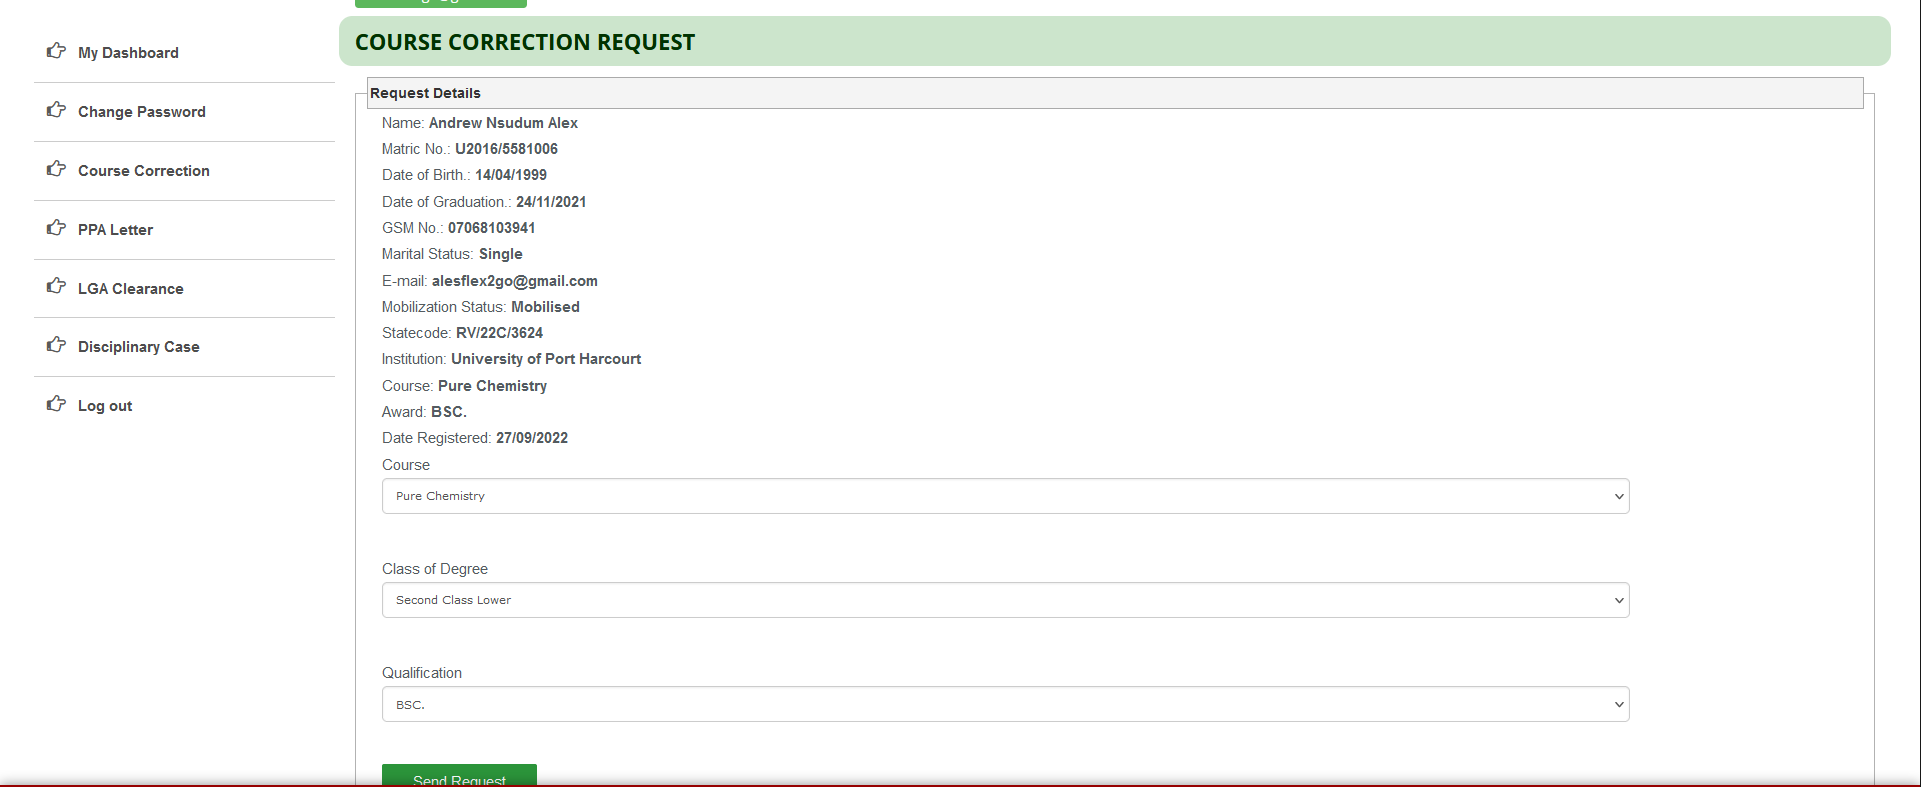 My Dashboard
Change Password
Course Correction
PPA Letter
LGA Clearance
Disciplinary Case
Log out
COURSE CORRECTION REQUEST
Request Details
Name: Andrew Nsudum Alex
Matric No.: U2016/5581006
Date of Birth.: 14/04/1999
Date of Graduation.: 24/11/2021
GSM No.: 07068103941
Marital Status: Single
E-mail: alesflex2go@gmail.com
Mobilization Status: Mobilised
Statecode: RV/22C/3624
Institution: University of Port Harcourt
Course: Pure Chemistry
Award: BSC.
Date Registered: 27/09/2022
Course
Pure Chemistry
Class of Degree
Second Class Lower
Qualification
BSC.
Send Request